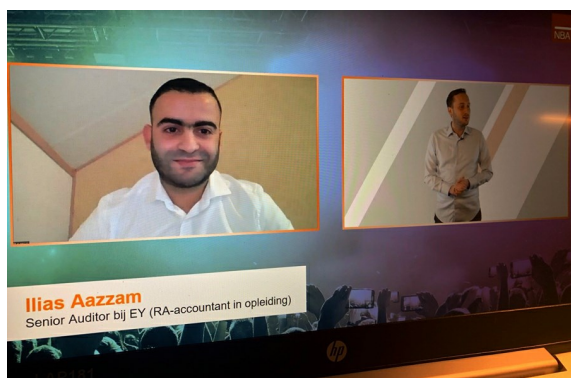 NBA
Ilias Aazzam
Senior Auditor bij EY (RA-accountant in opleiding)
hp